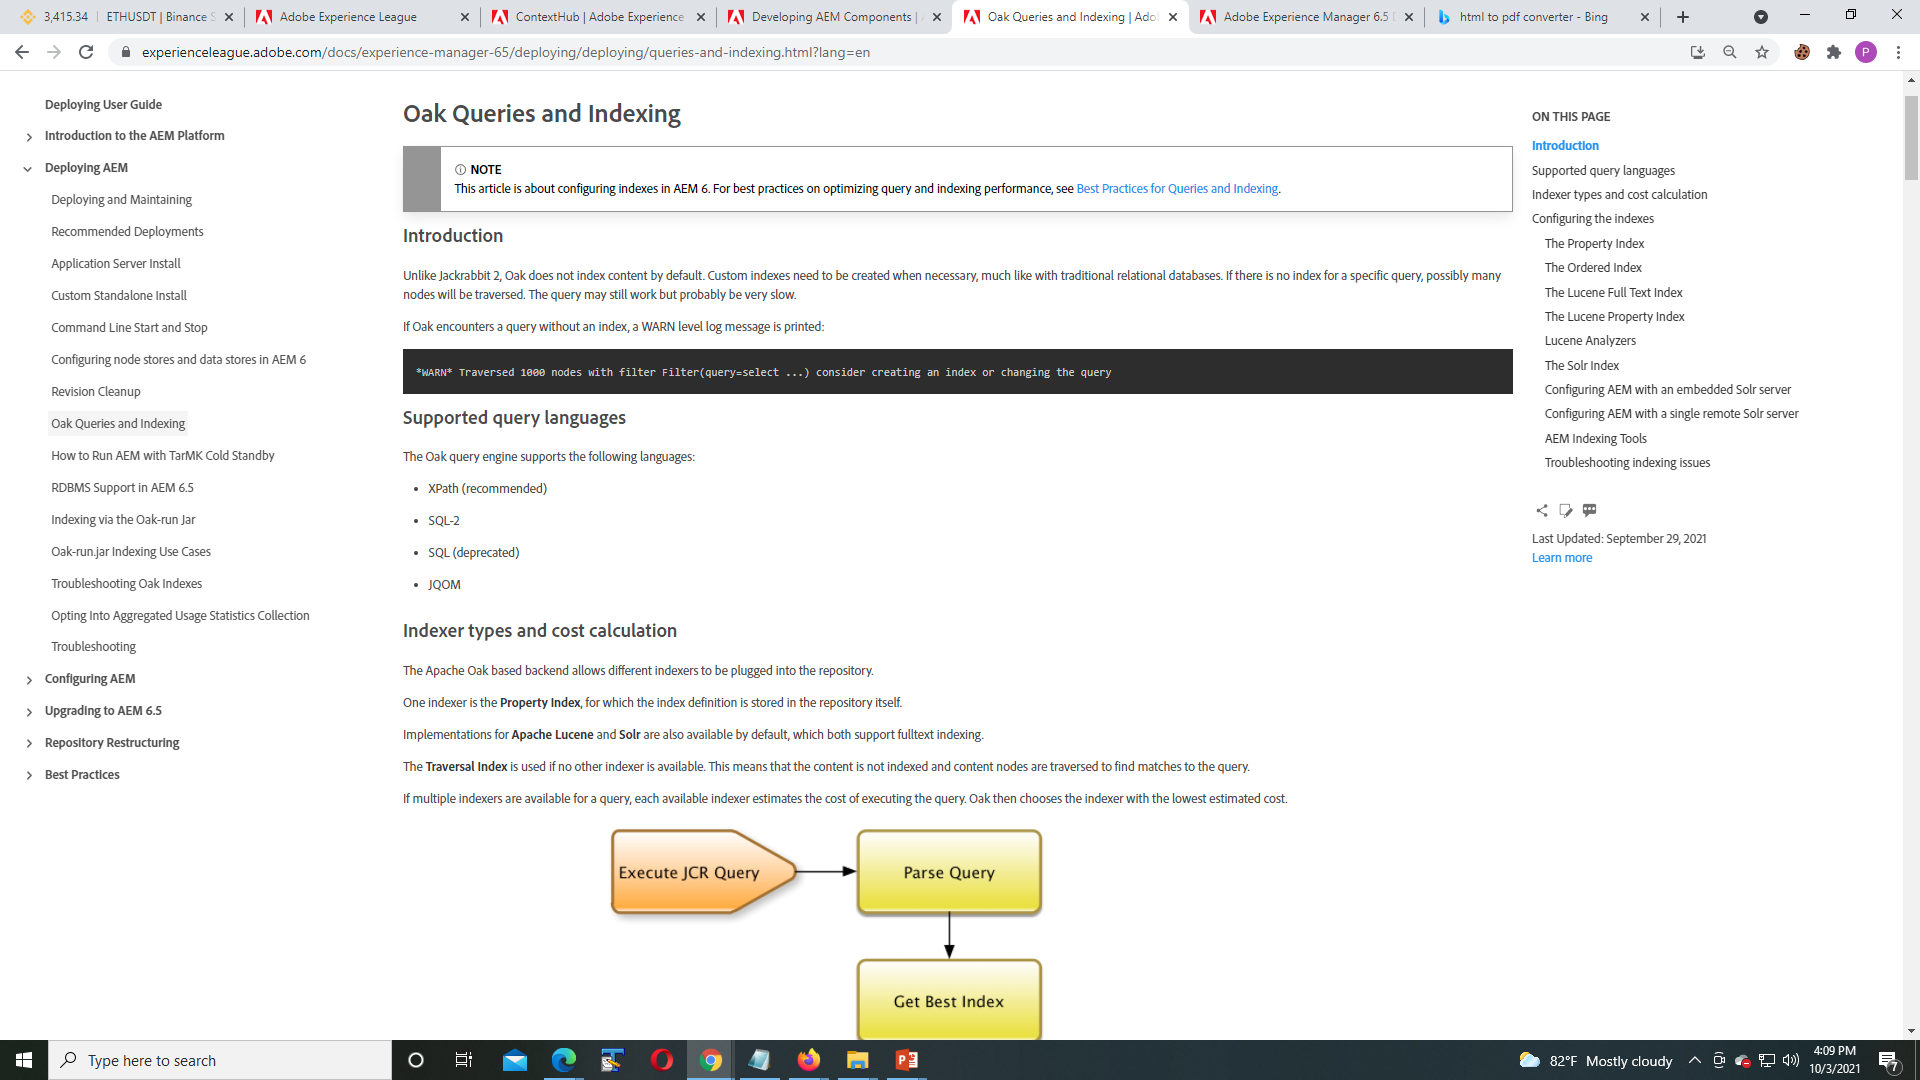 3,415.34 ETHUSDT | Binance S
Adobe Experience League
ContextHub | Adobe Experience
Developing AEM Components |
Oak Queries and Indexing | Ado
Adobe Experience Manager 6.5
html to pdf converter - Bing
experienceleague.adobe.com/docs/experience-manager-65/deploying/deploying/queries-and-indexing.html?lang=en
P
Deploying User Guide
Introduction to the AEM Platform
Deploying AEM
Deploying and Maintaining
Recommended Deployments
Application Server Install
Custom Standalone Install
Command Line Start and Stop
Configuring node stores and data stores in AEM 6
Revision Cleanup
Oak Queries and Indexing
How to Run AEM with TarMK Cold Standby
RDBMS Support in AEM 6.5
Indexing via the Oak-run Jar
Oak-run.jar Indexing Use Cases
Troubleshooting Oak Indexes
Opting Into Aggregated Usage Statistics Collection
Troubleshooting
Configuring AEM
Upgrading to AEM 6.5
Repository Restructuring
Best Practices
Oak Queries and Indexing
NOTE
This article is about configuring indexes in AEM 6. For best practices on optimizing query and indexing performance, see Best Practices for Queries and Indexing.
Introduction
Unlike Jackrabbit 2, Oak does not index content by default. Custom indexes need to be created when necessary, much like with traditional relational databases. If there is no index for a specific query, possibly many
nodes will be traversed. The query may still work but probably be very slow.
If Oak encounters a query without an index, a WARN level log message is printed:
*WARN* Traversed 1000 nodes with filter Filter(query=select ...) consider creating an index or changing the query
Supported query languages
The Oak query engine supports the following languages:
• XPath (recommended)
• SQL-2
• SQL (deprecated)
• JQOM
Indexer types and cost calculation
The Apache Oak based backend allows different indexers to be plugged into the repository.
One indexer is the Property Index, for which the index definition is stored in the repository itself.
Implementations for Apache Lucene and Solr are also available by default, which both support fulltext indexing.
The Traversal Index is used if no other indexer is available. This means that the content is not indexed and content nodes are traversed to find matches to the query.
If multiple indexers are available for a query, each available indexer estimates the cost of executing the query. Oak then chooses the indexer with the lowest estimated cost.
Execute JCR Query
Parse Query
Get Best Index
ON THIS PAGE
Introduction
Supported query languages
Indexer types and cost calculation
Configuring the indexes
The Property Index
The Ordered Index
The Lucene Full Text Index
The Lucene Property Index
Lucene Analyzers
The Solr Index
Configuring AEM with an embedded Solr server
Configuring AEM with a single remote Solr server
AEM Indexing Tools
Troubleshooting indexing issues
Last Updated: September 29, 2021
Learn more
Type here to search
82°F Mostly cloudy
4:09 PM
10/3/2021
7